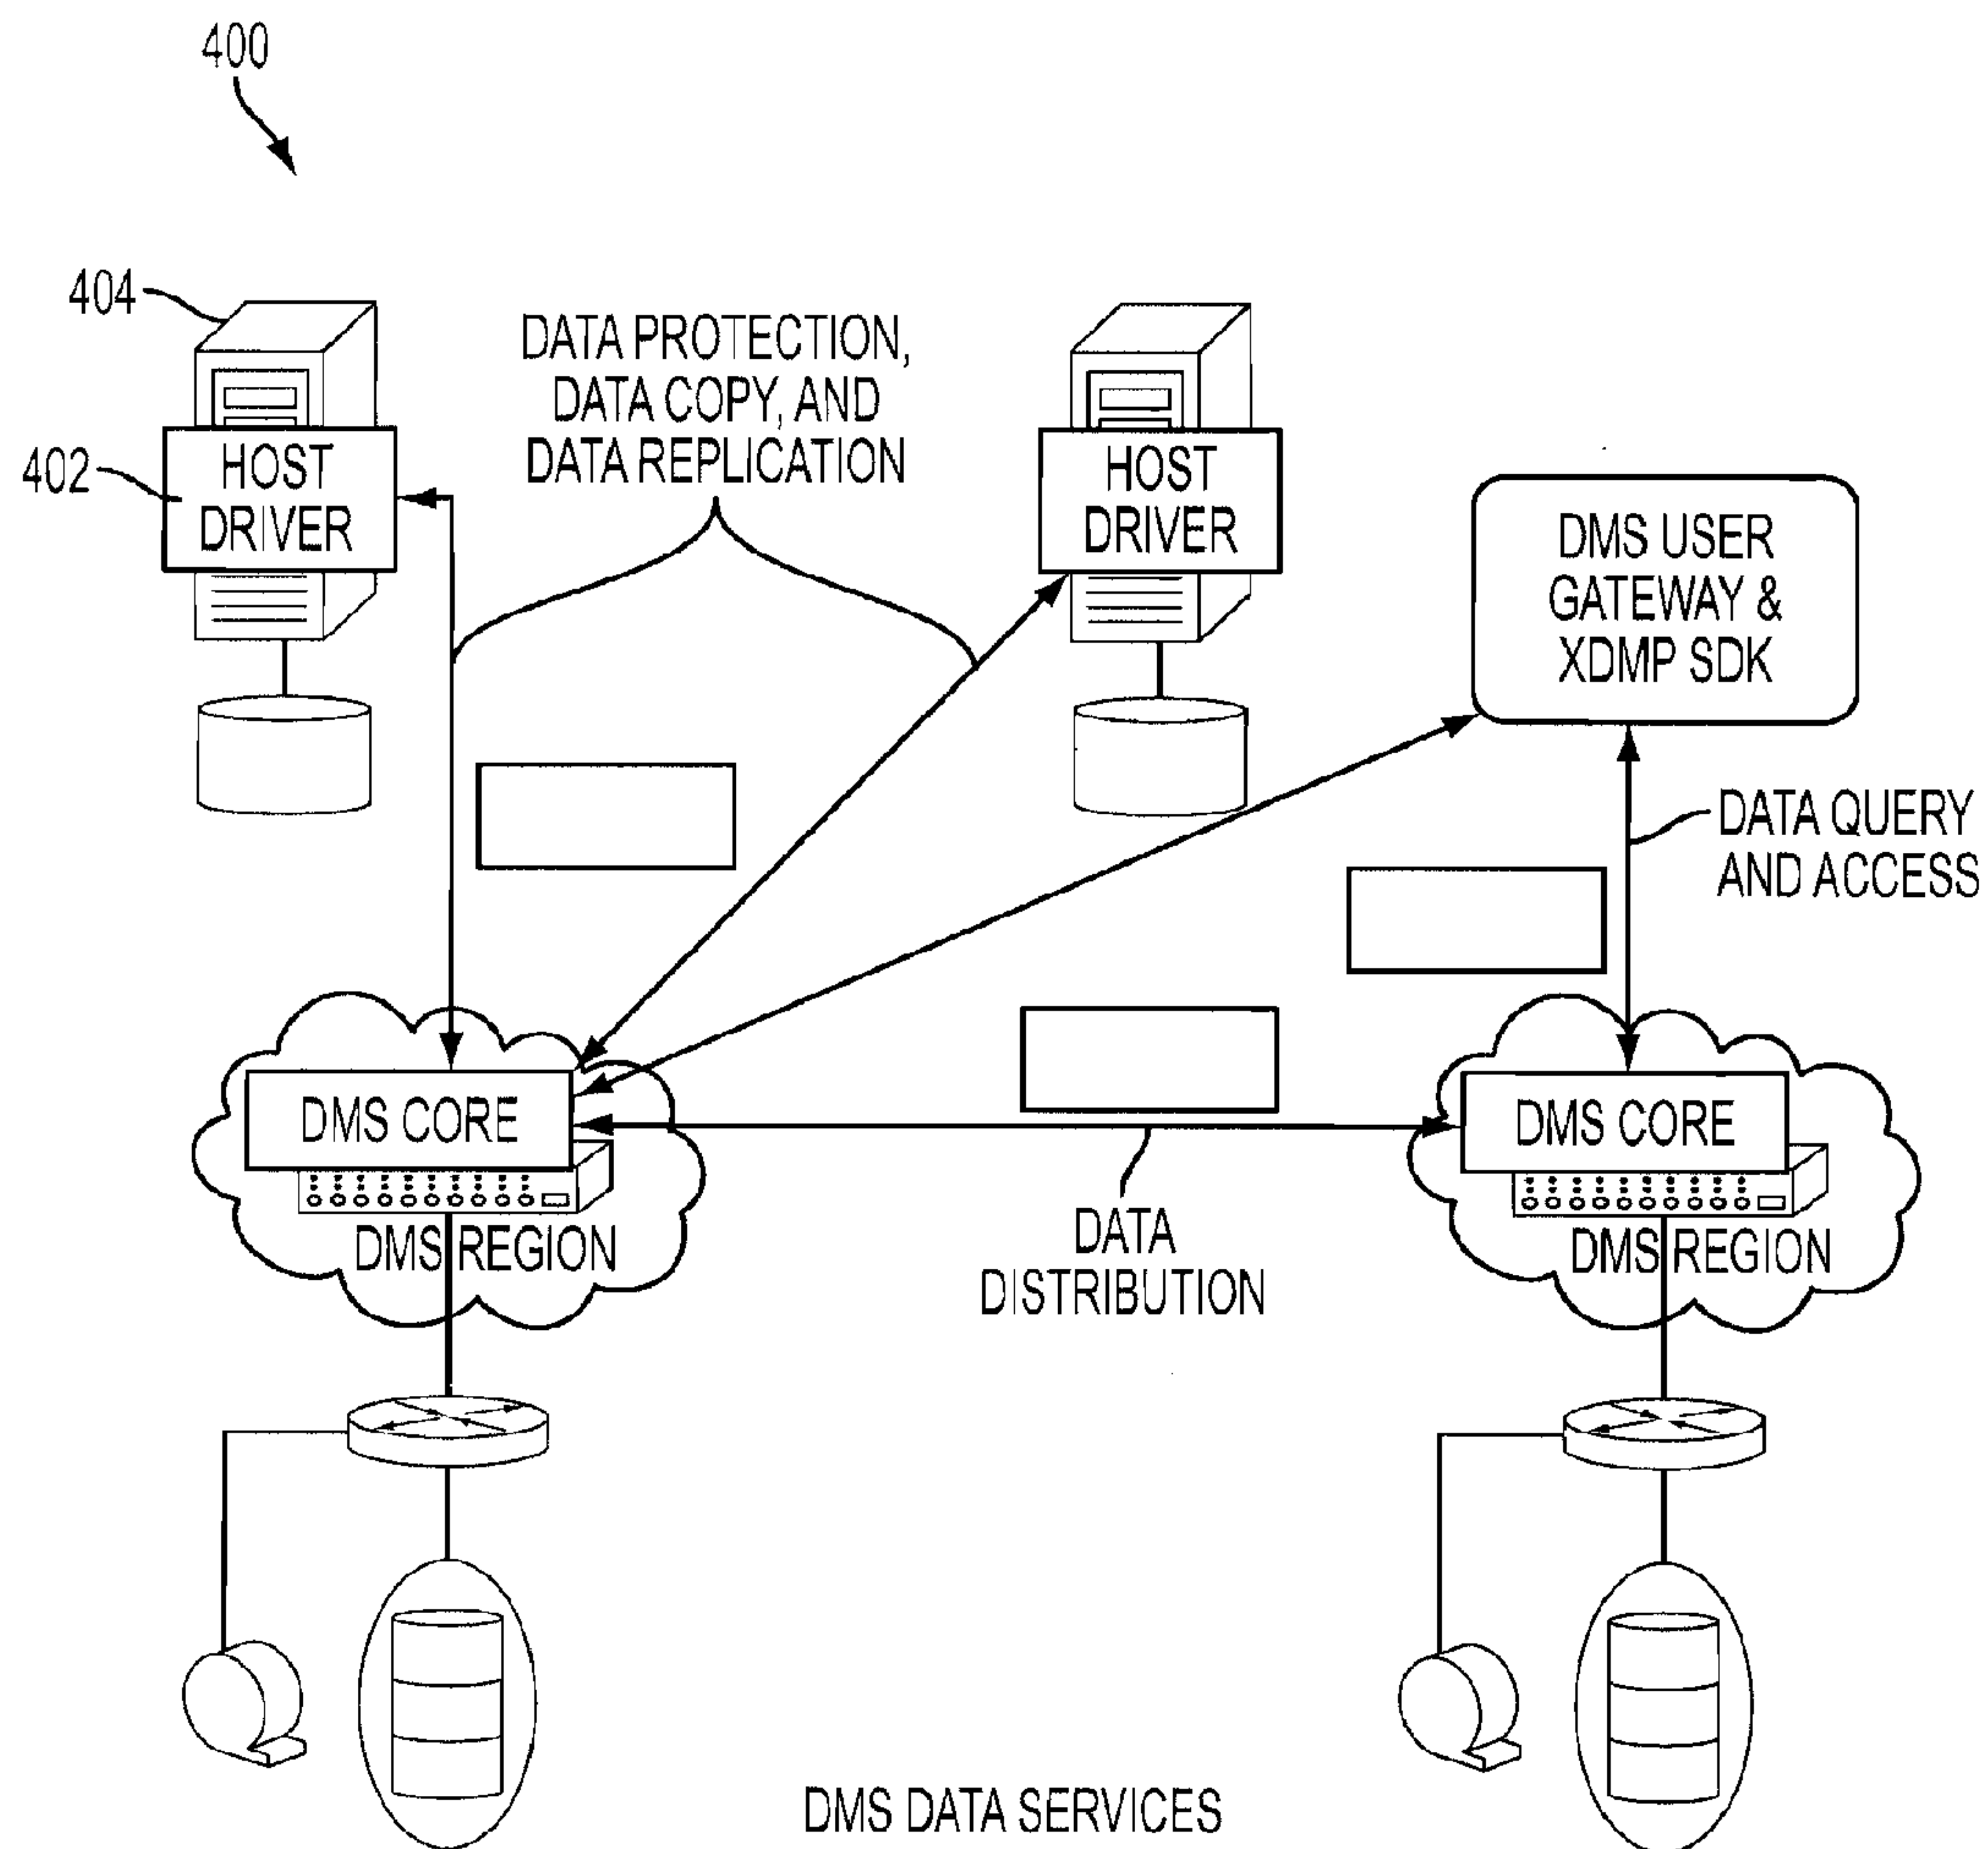 400
404
402
HOST
DRIVER
DATA PROTECTION,
DATA COPY, AND
DATA REPLICATION
HOST
DRIVER
DMS USER
GATEWAY &
XDMP SDK
DATA QUERY
AND ACCESS
DMS CORE
DMS REGION
DATA
DISTRIBUTION
DMS CORE
DMS REGION
DMS DATA SERVICES